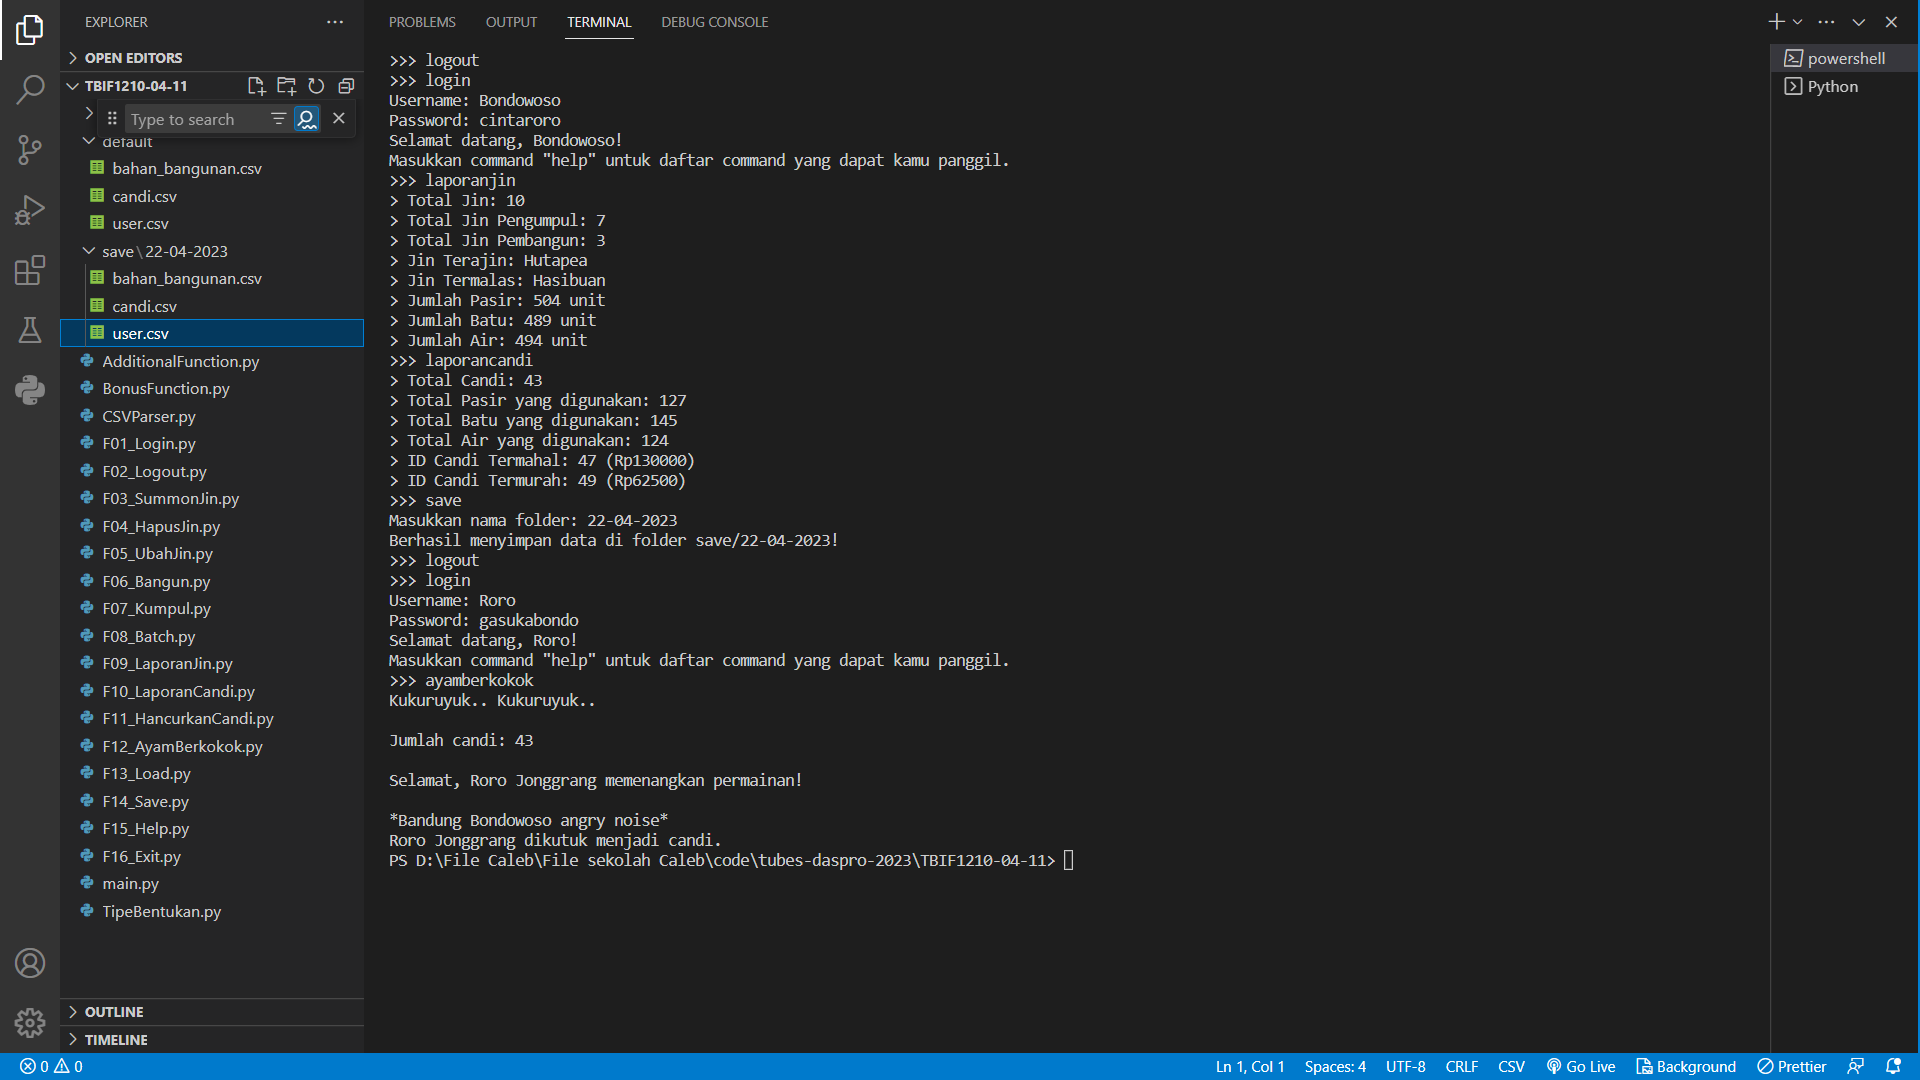 EXPLORER
OPEN EDITORS
TBIF1210-04-11
Type to search
default
bahan_bangunan.csv
candi.csv
user.csv
save\22-04-2023
bahan_bangunan.csv
candi.csv
user.csv
AdditionalFunction.py
BonusFunction.py
CSVParser.py
F01_Login.py
F02_Logout.py
F03_SummonJin.py
F04_HapusJin.py
F05_UbahJin.py
F06_Bangun.py
F07_Kumpul.py
F08_Batch.py
F09_LaporanJin.py
F10_LaporanCandi.py
F11_HancurkanCandi.py
F12_AyamBerkokok.py
F13_Load.py
F14_Save.py
F15_Help.py
F16_Exit.py
main.py
TipeBentukan.py
OUTLINE
TIMELINE
PROBLEMS OUTPUT TERMINAL DEBUG CONSOLE
>>> logout
>>> login
Username: Bondowoso
Password: cintaroro
Selamat datang, Bondowoso!
Masukkan command "help" untuk daftar command yang dapat kamu panggil.
>>> laporanjin
> Total Jin: 10
> Total Jin Pengumpul: 7
> Total Jin Pembangun: 3
> Jin Terajin: Hutapea
> Jin Termalas: Hasibuan
> Jumlah Pasir: 504 unit
> Jumlah Batu: 489 unit
> Jumlah Air: 494 unit
>>> laporancandi
> Total Candi: 43
> Total Pasir yang digunakan: 127
> Total Batu yang digunakan: 145
> Total Air yang digunakan: 124
> ID Candi Termahal: 47 (Rp130000)
> ID Candi Termurah: 49 (Rp62500)
>>> save
Masukkan nama folder: 22-04-2023
Berhasil menyimpan data di folder save/22-04-2023!
>>> logout
>>> login
Username: Roro
Password: gasukabondo
Selamat datang, Roro!
Masukkan command "help" untuk daftar command yang dapat kamu panggil.
>>> ayamberkokok
Kukuruyuk.. Kukuruyuk..
Jumlah candi: 43
Selamat, Roro Jonggrang memenangkan permainan!
*Bandung Bondowoso angry noise*
Roro Jonggrang dikutuk menjadi candi.
PS D:\File Caleb\File sekolah Caleb\code\tubes-daspro-2023\TBIF1210-04-11>
powershell
Python
0 0
Ln 1, Col 1 Spaces: 4 UTF-8 CRLF CSV Go Live Background Prettier